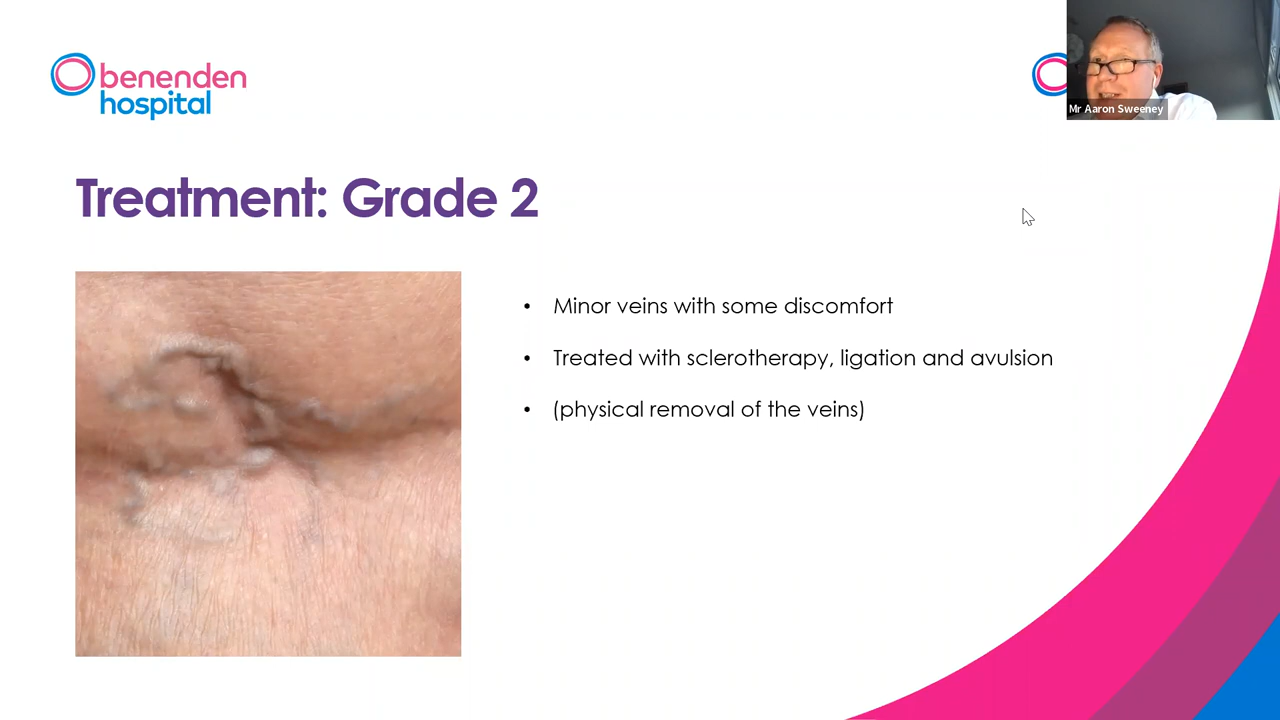 benenden
hospital
Mr Aaron Sweeney
Treatment: Grade 2
• Minor veins with some discomfort
• Treated with sclerotherapy, ligation and avulsion
• (physical removal of the veins)